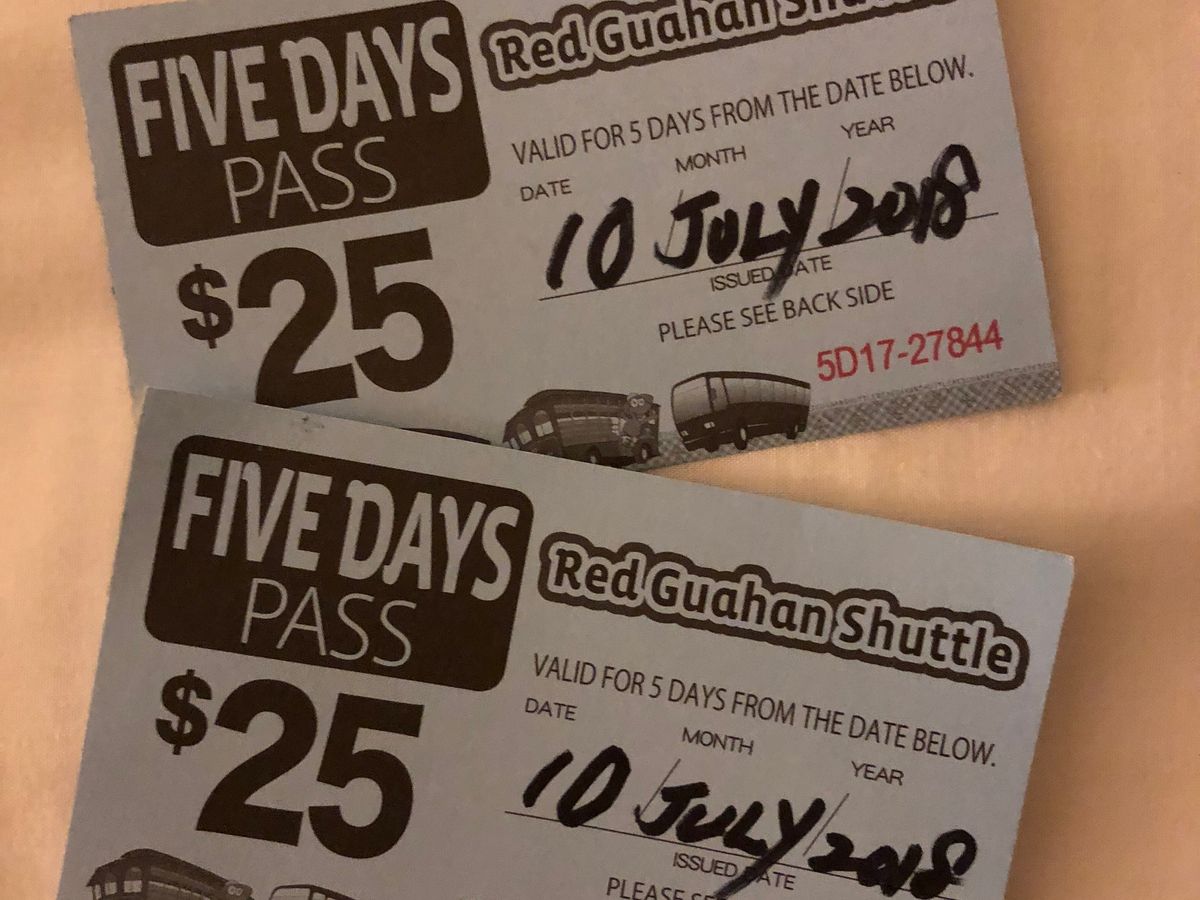 FIVE DAYS
PASS
$25
Red Guahan Shuttle
VALID FOR 5 DAYS FROM THE DATE BELOW.
DATE MONTH YEAR
10 / JULY / 2018
ISSUED DATE
PLEASE SEE BACK SIDE
5D17-27844
FIVE DAYS
PASS
$25
Red Guahan Shuttle
VALID FOR 5 DAYS FROM THE DATE BELOW.
DATE MONTH YEAR
10 / JULY / 2018
ISSUED DATE
PLEASE